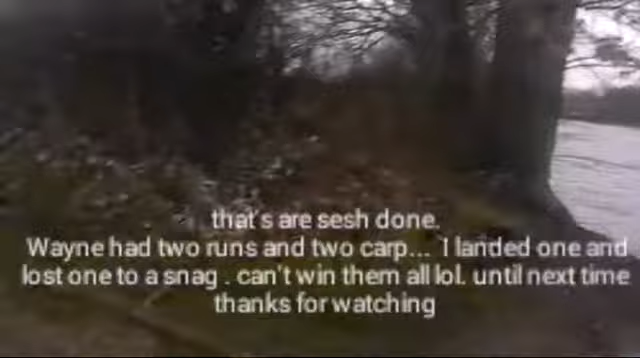 that's are sesh done.
Wayne had two runs and two carp... I landed one and
lost one to a snag . can't win them all lol. until next time
thanks for watching